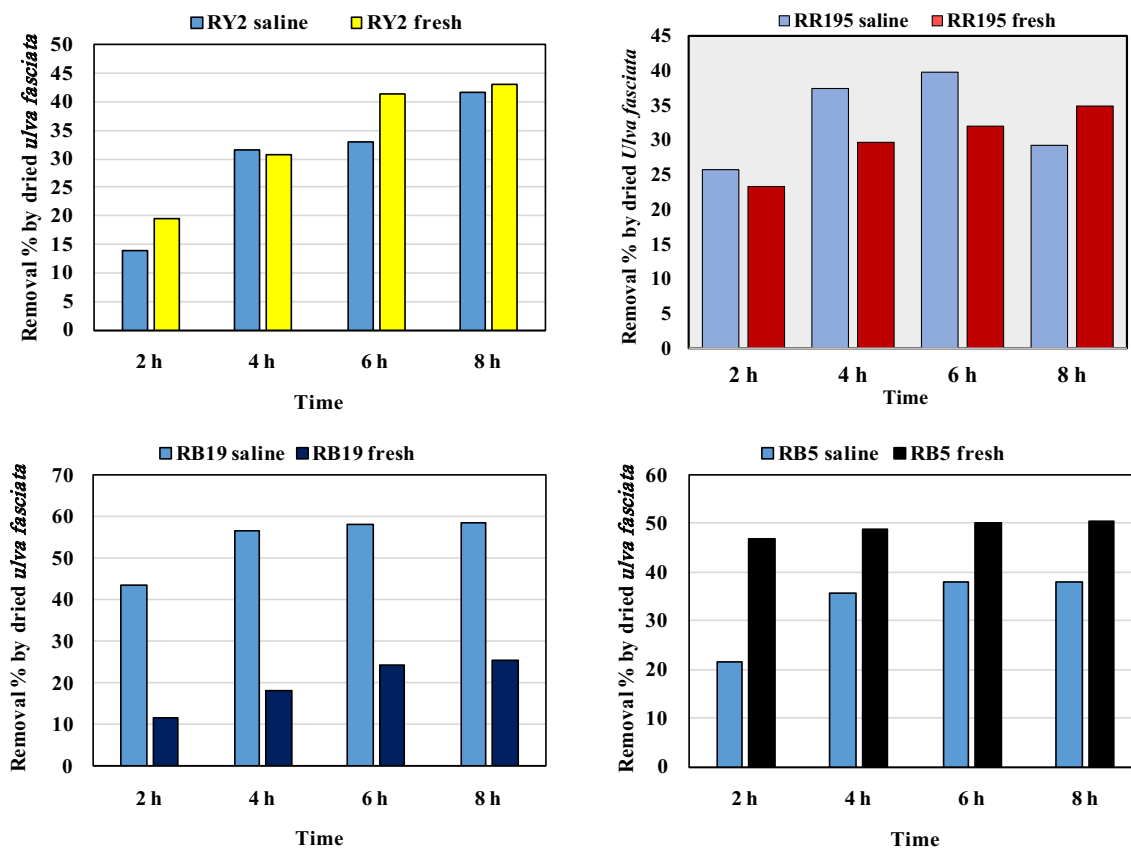 RY2 saline RY2 fresh
Removal % by dried ulva fasciata
50
45
40
35
30
25
20
15
10
5
0
2 h 4 h 6 h 8 h
Time
RR195 saline RR195 fresh
Removal % by dried Ulva fasciata
45
40
35
30
25
20
15
10
5
0
2 h 4 h 6 h 8 h
Time
RB19 saline RB19 fresh
Removal % by dried ulva fasciata
70
60
50
40
30
20
10
0
2 h 4 h 6 h 8 h
Time
RB5 saline RB5 fresh
Removal % by dried ulva fasciata
60
50
40
30
20
10
0
2 h 4 h 6 h 8 h
Time